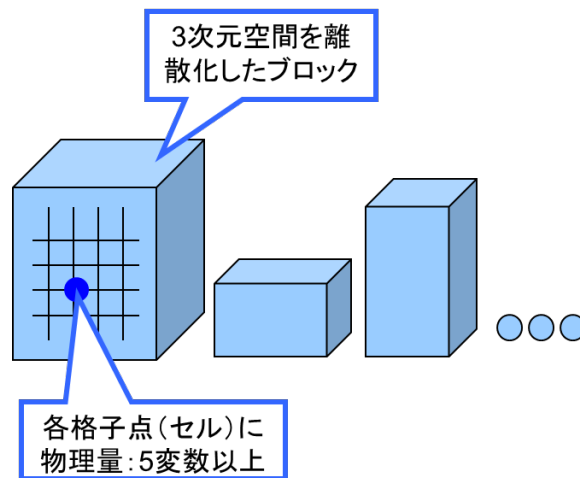 3次元空間を離
散化したブロック
各格子点(セル)に
物理量:5変数以上